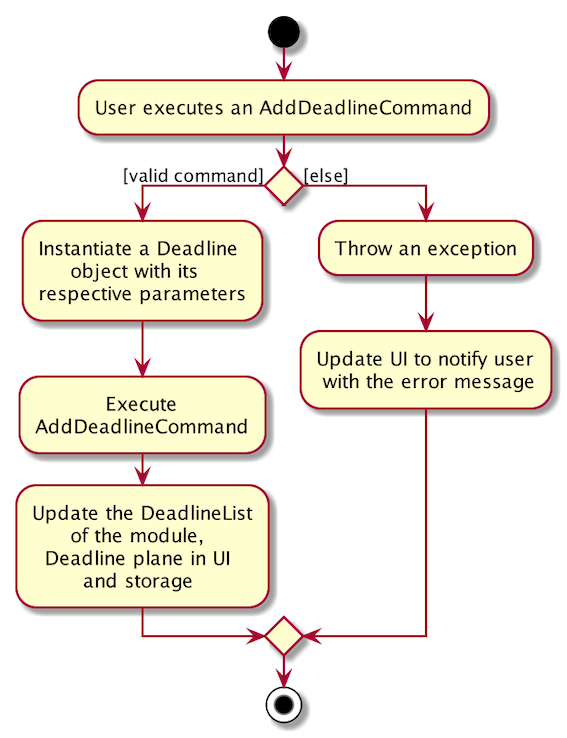 User executes an AddDeadlineCommand
[valid command]
[else]
Instantiate a Deadline
object with its
respective parameters
Throw an exception
Update UI to notify user
with the error message
Execute
AddDeadlineCommand
Update the DeadlineList
of the module,
Deadline plane in UI
and storage